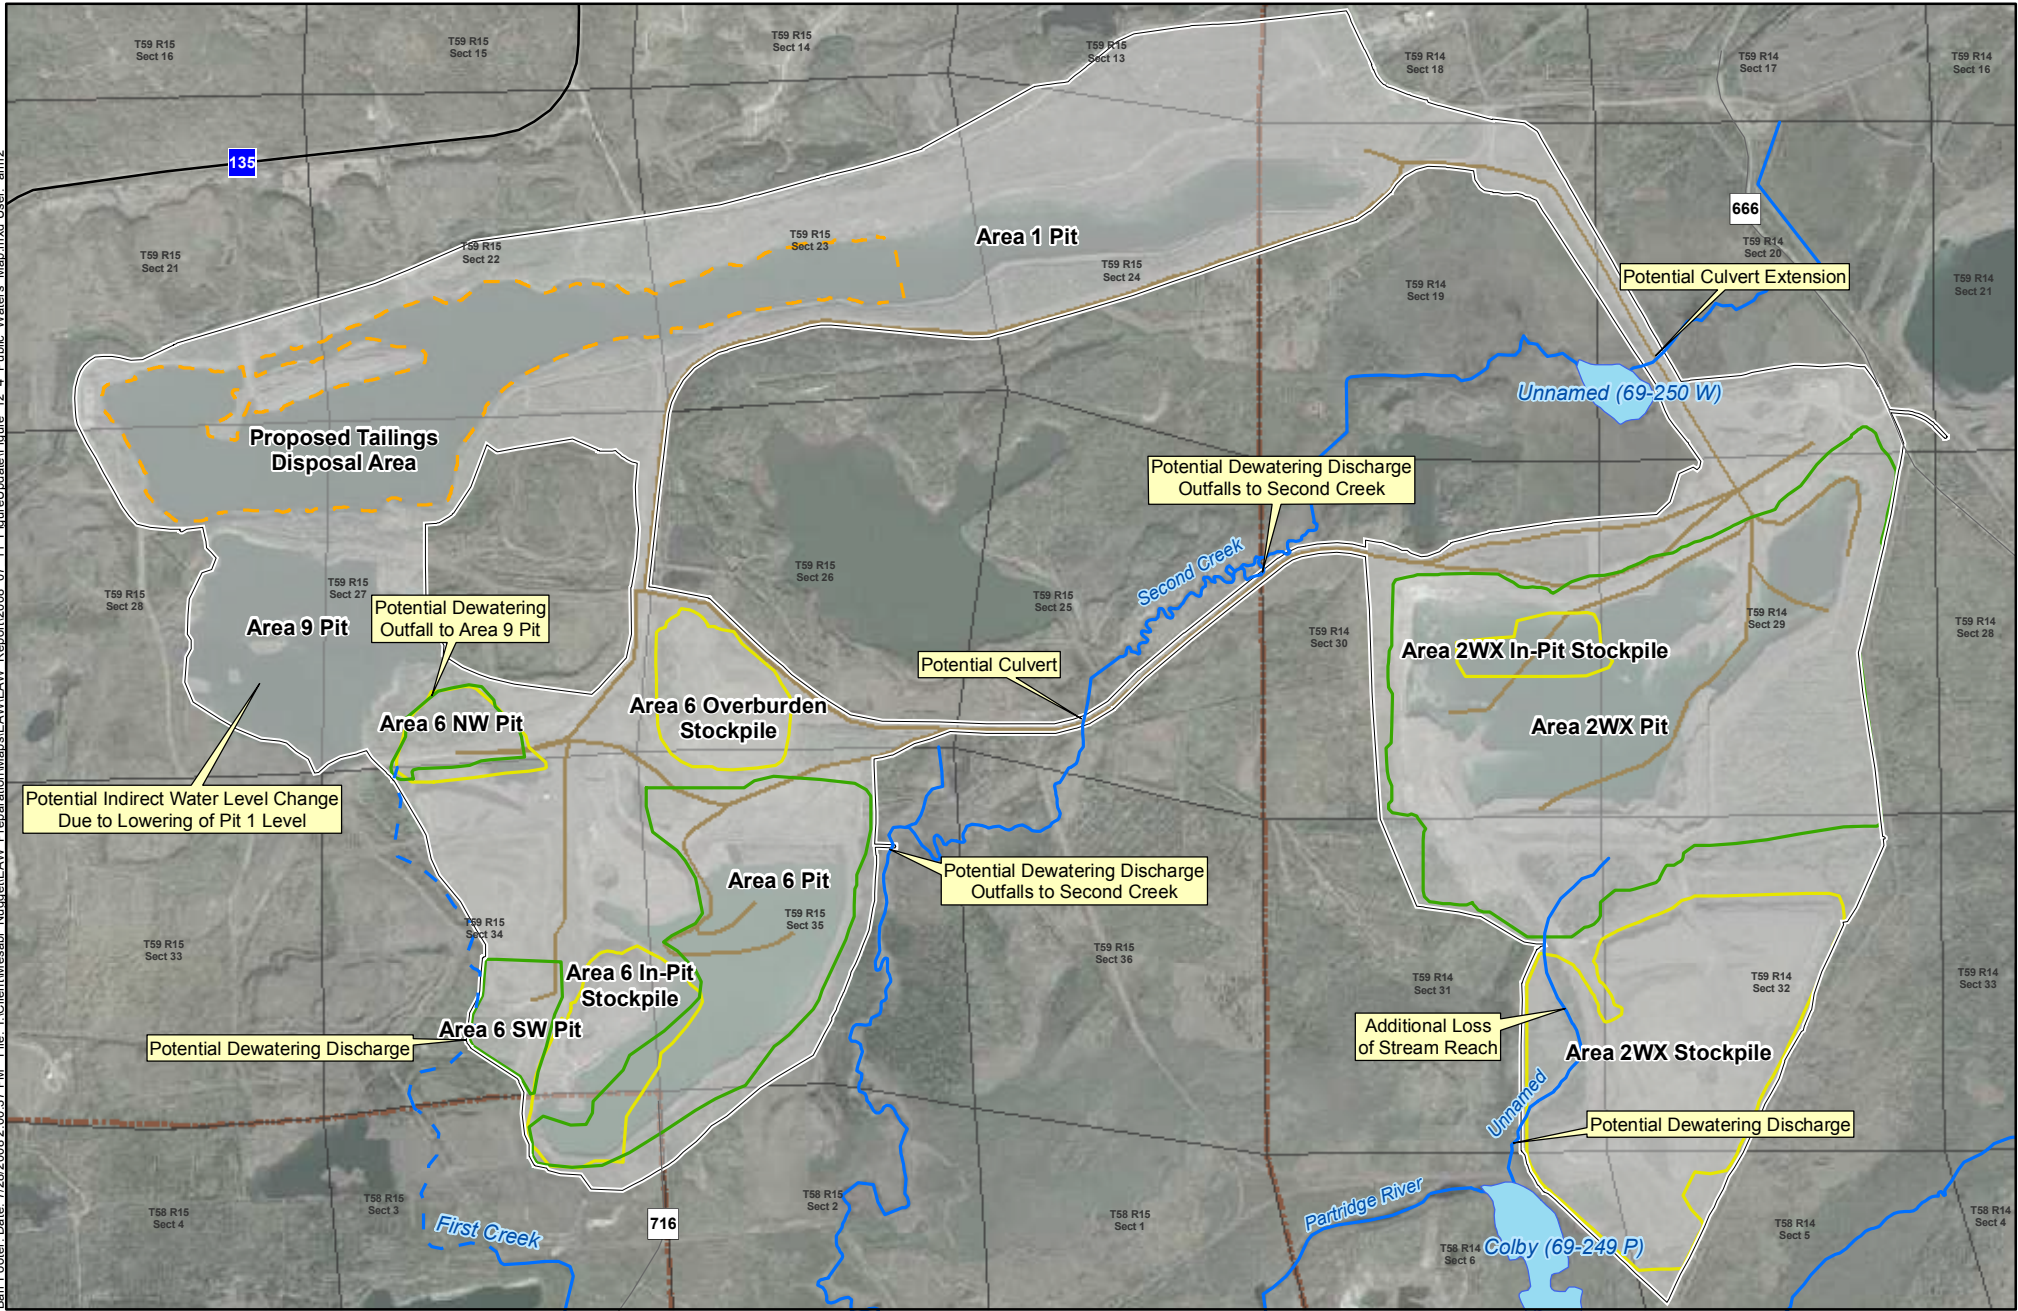 T59 R15
Sect 16
T59 R15
Sect 15
T59 R15
Sect 14
T59 R15
Sect 13
T59 R14
Sect 18
T59 R14
Sect 17
T59 R14
Sect 16
135
666
T59 R15
Sect 21
T59 R15
Sect 22
T59 R15
Sect 23
Area 1 Pit
T59 R15
Sect 24
T59 R14
Sect 19
T59 R14
Sect 20
T59 R14
Sect 21
Potential Culvert Extension
Unnamed (69-250 W)
Proposed Tailings
Disposal Area
Potential Dewatering Discharge
Outfalls to Second Creek
Second Creek
T59 R15
Sect 28
T59 R15
Sect 27
T59 R15
Sect 26
T59 R15
Sect 25
T59 R14
Sect 30
T59 R14
Sect 29
T59 R14
Sect 28
Area 9 Pit
Potential Dewatering
Outfall to Area 9 Pit
Potential Culvert
Area 2WX In-Pit Stockpile
Area 6 NW Pit
Area 6 Overburden
Stockpile
Area 2WX Pit
Potential Indirect Water Level Change
Due to Lowering of Pit 1 Level
Area 6 Pit
Potential Dewatering Discharge
Outfalls to Second Creek
T59 R15
Sect 33
T59 R15
Sect 34
T59 R15
Sect 35
T59 R15
Sect 36
T59 R14
Sect 31
T59 R14
Sect 32
T59 R14
Sect 33
Area 6 In-Pit
Stockpile
Area 6 SW Pit
Potential Dewatering Discharge
Additional Loss
of Stream Reach
Area 2WX Stockpile
Unnamed
Potential Dewatering Discharge
T58 R15
Sect 4
T58 R15
Sect 3
First Creek
716
T58 R15
Sect 2
T58 R15
Sect 1
Partridge River
T58 R14
Sect 6
Colby (69-249 P)
T58 R14
Sect 5
T58 R14
Sect 4